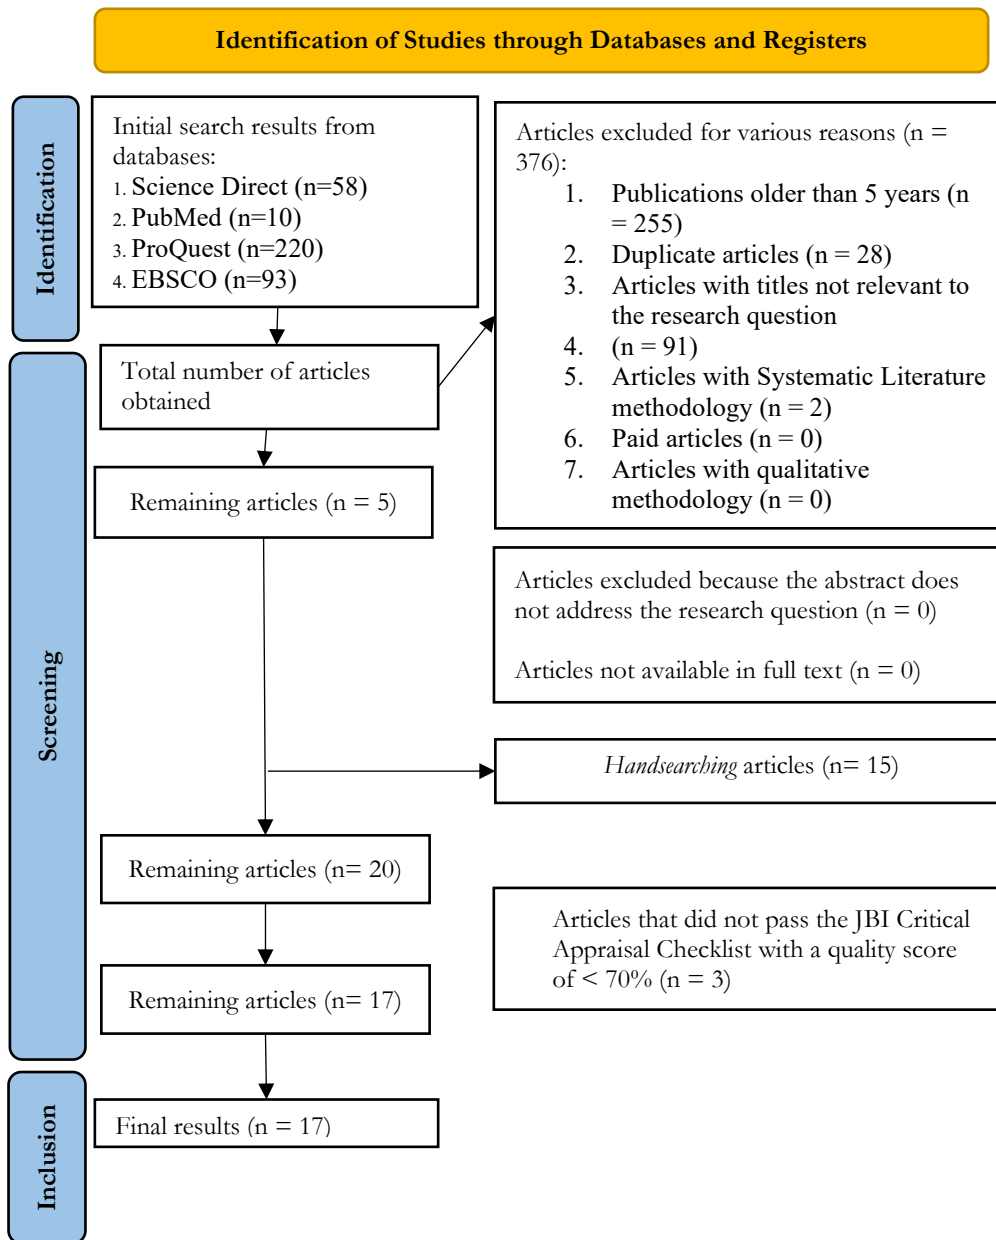 Identification of Studies through Databases and Registers
Identification
Initial search results from
databases:
1. Science Direct (n=58)
2. PubMed (n=10)
3. ProQuest (n=220)
4. EBSCO (n=93)
Articles excluded for various reasons (n =
376):
1. Publications older than 5 years (n
= 255)
2. Duplicate articles (n = 28)
3. Articles with titles not relevant to
the research question
4. (n = 91)
5. Articles with Systematic Literature
methodology (n = 2)
6. Paid articles (n = 0)
7. Articles with qualitative
methodology (n = 0)
Screening
Total number of articles
obtained
Remaining articles (n = 5)
Articles excluded because the abstract does
not address the research question (n = 0)
Articles not available in full text (n = 0)
Handsearching articles (n= 15)
Remaining articles (n= 20)
Articles that did not pass the JBI Critical
Appraisal Checklist with a quality score
of < 70% (n = 3)
Remaining articles (n= 17)
Inclusion
Final results (n = 17)